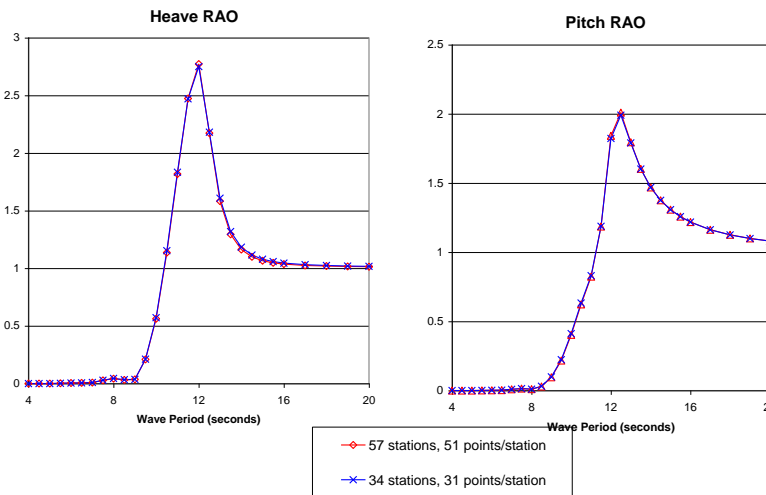 Heave RAO
3
2.5
2
1.5
1
0.5
0
4 8 12 16 20
Wave Period (seconds)
Pitch RAO
2.5
2
1.5
1
0.5
0
4 8 12 16 2
Wave Period (seconds)
57 stations, 51 points/station
34 stations, 31 points/station